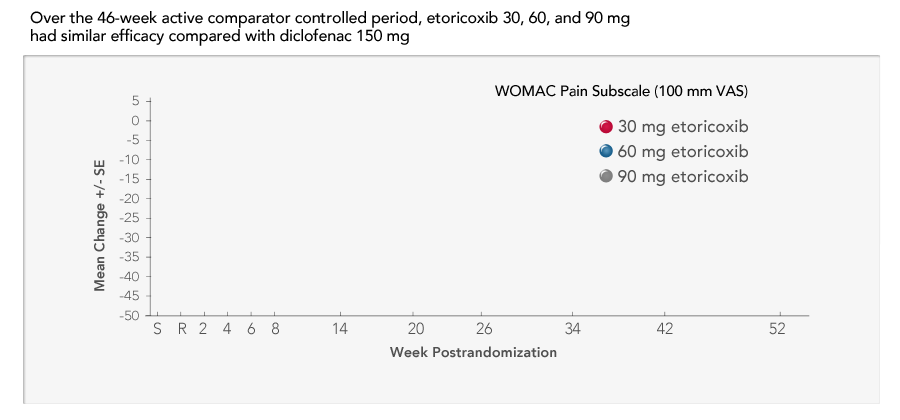 Over the 46-week active comparator controlled period, etoricoxib 30, 60, and 90 mg
had similar efficacy compared with diclofenac 150 mg
WOMAC Pain Subscale (100 mm VAS)
30 mg etoricoxib
60 mg etoricoxib
90 mg etoricoxib
Mean Change +/- SE
5
0
-5
-10
-15
-20
-25
-30
-35
-40
-45
-50
S R 2 4 6 8 14 20 26 34 42 52
Week Postrandomization